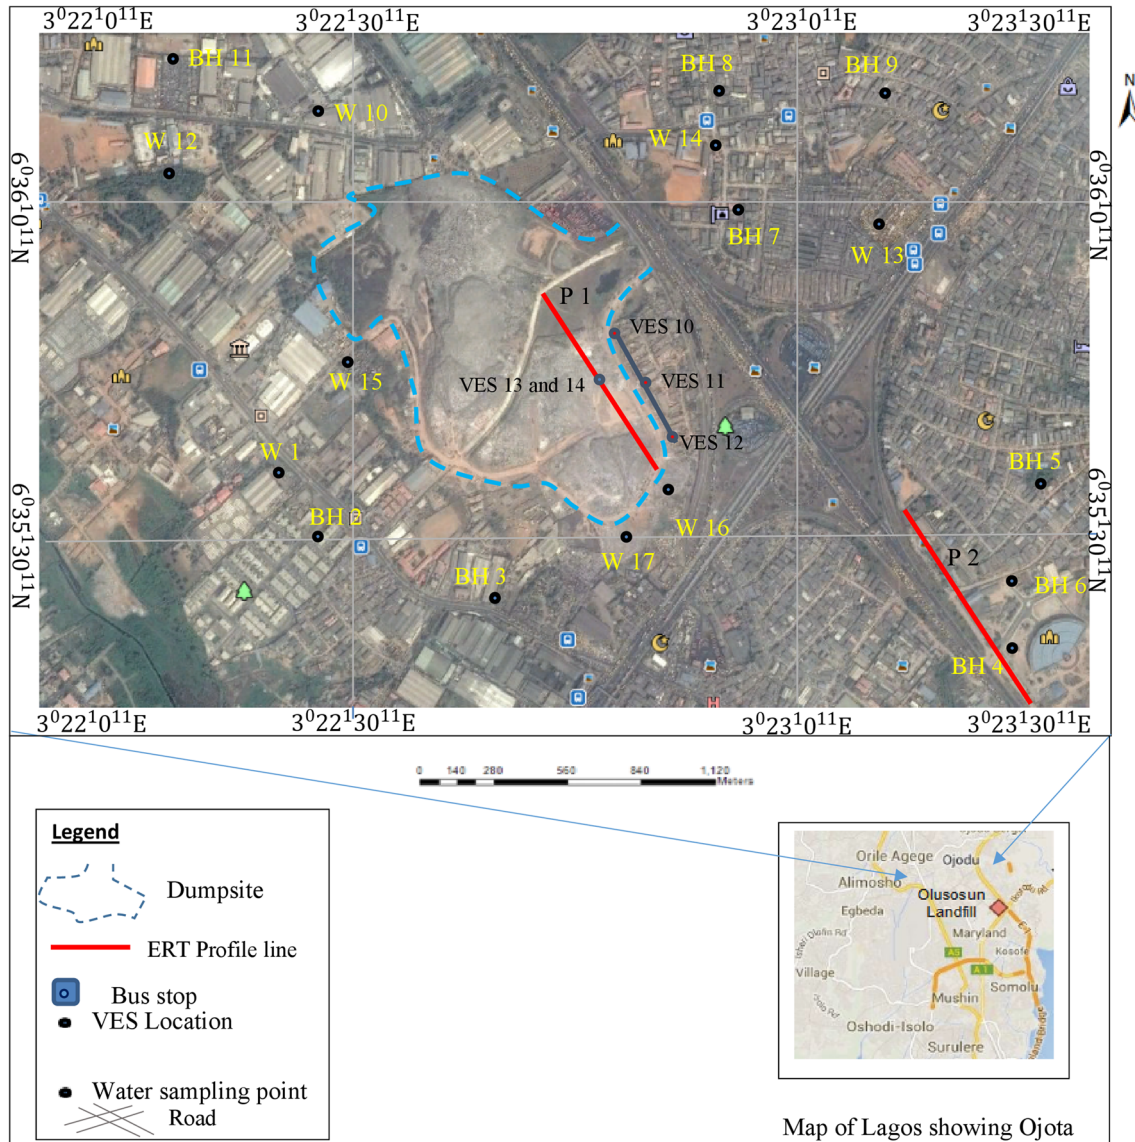 3⁰22¹0¹¹E 3⁰22¹30¹¹E 3⁰23¹0¹¹E 3⁰23¹30¹¹E
N
BH 11
BH 8
BH 9
W 10
W 12
W 14
6⁰36¹0¹¹N
6⁰36¹0¹¹N
BH 7
W 13
P 1
VES 10
W 15
VES 13 and 14
VES 11
VES 12
W 1
BH 5
BH 2
W 16
6⁰35¹30¹¹N
6⁰35¹30¹¹N
W 17
P 2
BH 3
BH 6
BH 4
3⁰22¹0¹¹E 3⁰22¹30¹¹E 3⁰23¹0¹¹E 3⁰23¹30¹¹E
0 140 280 560 840 1,120
Meters
Legend
Dumpsite
ERT Profile line
Bus stop
VES Location
Water sampling point
Road
Orile Agege
Ojodu
Alimosho
Olusosun
Landfill
Egbeda
Maryland
Kosofe
A5
A1
Village
Somolu
Mushin
Oshodi-Isolo
Surulere
Map of Lagos showing Ojota